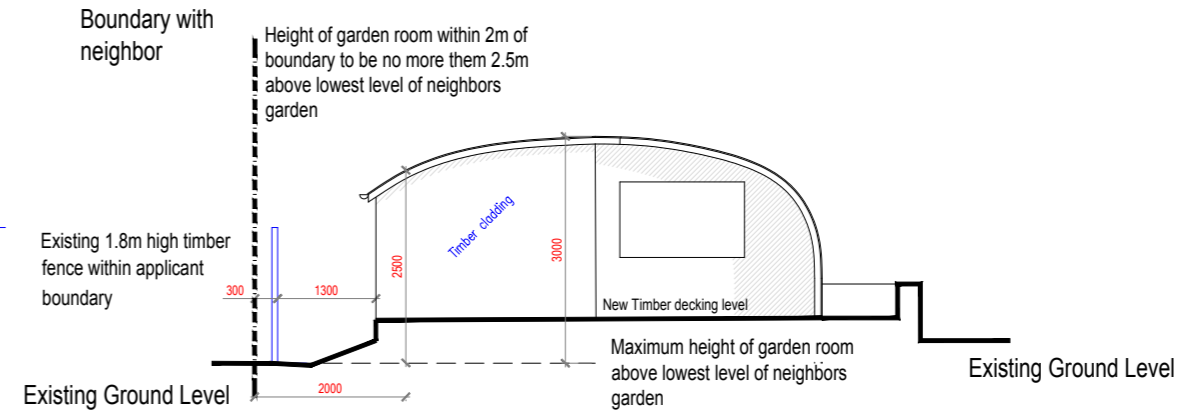 Boundary with
neighbor
Height of garden room within 2m of
boundary to be no more them 2.5m
above lowest level of neighbors
garden
Timber cladding
Existing 1.8m high timber
fence within applicant
boundary
300
1300
2500
3000
New Timber decking level
Maximum height of garden room
above lowest level of neighbors
garden
Existing Ground Level
Existing Ground Level
2000